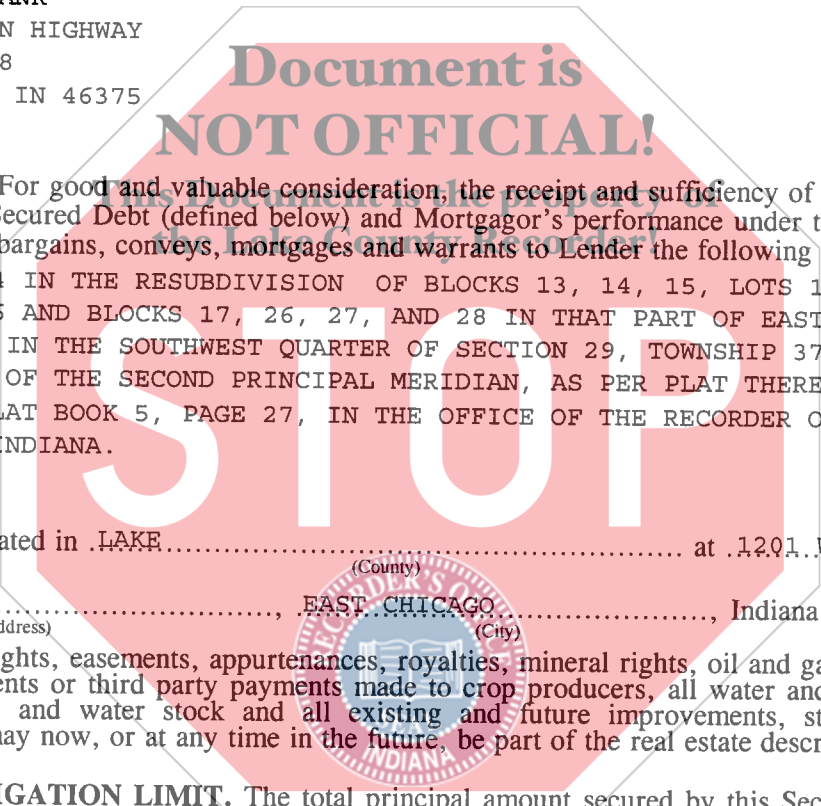 N HIGHWAY
8
IN 46375
Document is
NOT OFFICIAL!
This Document is the property of
the Lake County Recorder!
For good and valuable consideration, the receipt and sufficiency of
Secured Debt (defined below) and Mortgagor's performance under t
bargains, conveys, mortgages and warrants to Lender the following
4 IN THE RESUBDIVISION OF BLOCKS 13, 14, 15, LOTS 1
AND BLOCKS 17, 26, 27, AND 28 IN THAT PART OF EAST
IN THE SOUTHWEST QUARTER OF SECTION 29, TOWNSHIP 37
OF THE SECOND PRINCIPAL MERIDIAN, AS PER PLAT THERE
LAT BOOK 5, PAGE 27, IN THE OFFICE OF THE RECORDER O
INDIANA.
STOP
ated in .LAKE.................................................................. at .1201.
(County)
................................, .EAST CHICAGO..........................., Indiana
ddress) (City)
ghts, easements, appurtenances, royalties, mineral rights, oil and ga
ents or third party payments made to crop producers, all water and
and water stock and all existing and future improvements, st
may now, or at any time in the future, be part of the real estate descr
RECORDER'S OFFICE
INDIANA
IGATION LIMIT. The total principal amount secured by this Sec